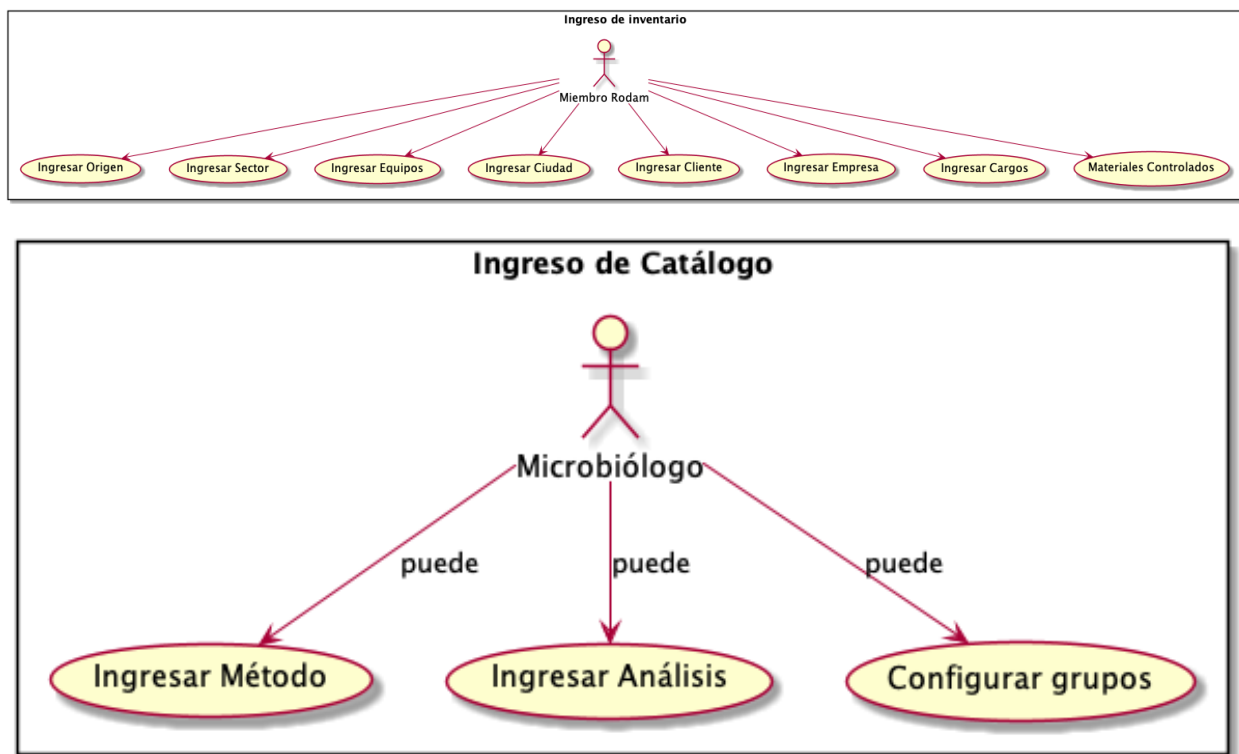 Ingreso de inventario
Miembro Rodam
Ingresar Origen
Ingresar Sector
Ingresar Equipos
Ingresar Ciudad
Ingresar Cliente
Ingresar Empresa
Ingresar Cargos
Materiales Controlados
Ingreso de Catálogo
Microbiólogo
puede
puede
puede
Ingresar Método
Ingresar Análisis
Configurar grupos